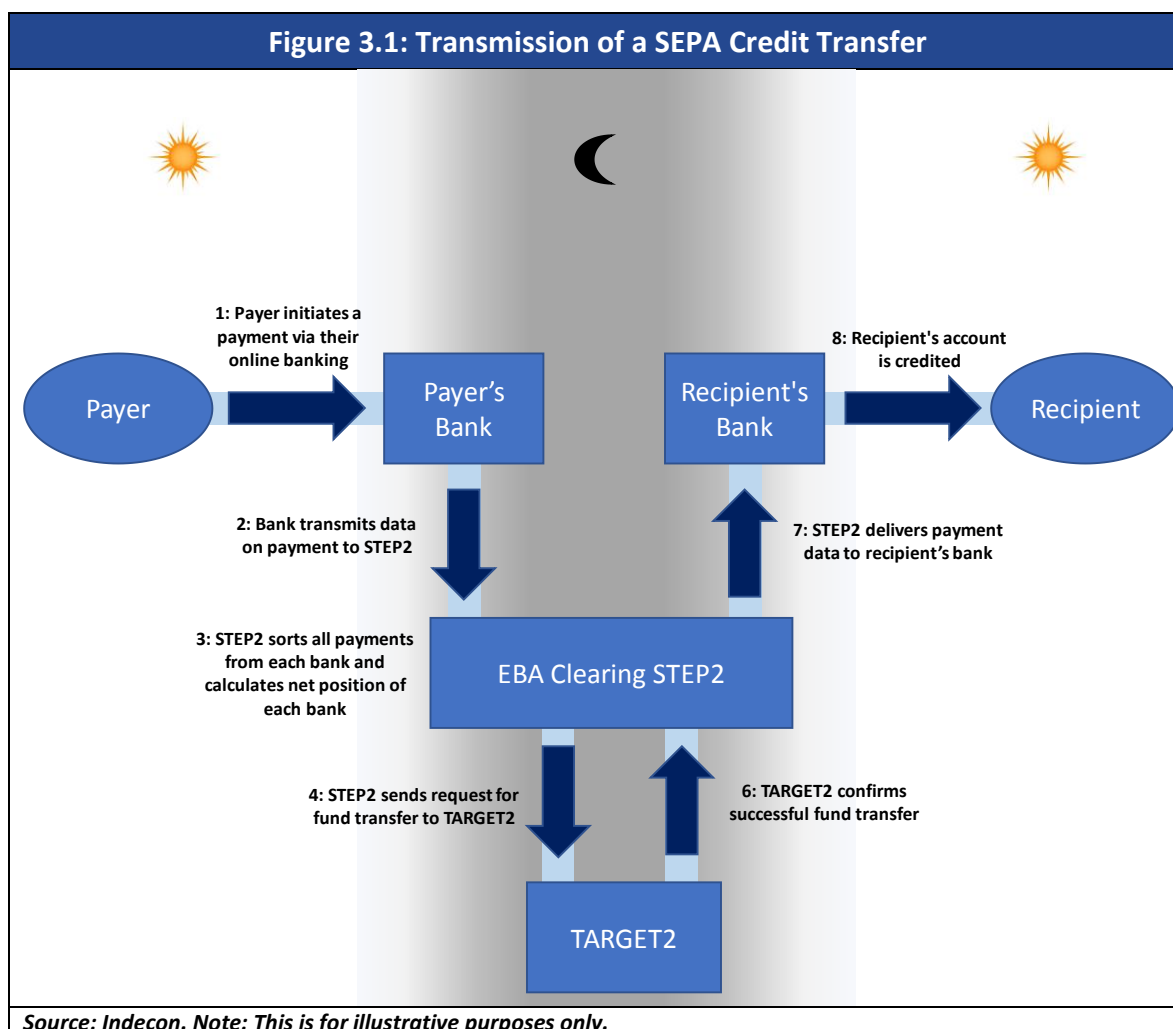 Figure 3.1: Transmission of a SEPA Credit Transfer
1: Payer initiates a
payment via their
online banking
8: Recipient's account
is credited
Payer
Payer’s
Bank
Recipient's
Bank
Recipient
2: Bank transmits data
on payment to STEP2
7: STEP2 delivers payment
data to recipient’s bank
3: STEP2 sorts all payments
from each bank and
calculates net position of
each bank
EBA Clearing STEP2
4: STEP2 sends request for
fund transfer to TARGET2
6: TARGET2 confirms
successful fund transfer
TARGET2
Source: Indecon. Note: This is for illustrative purposes only.